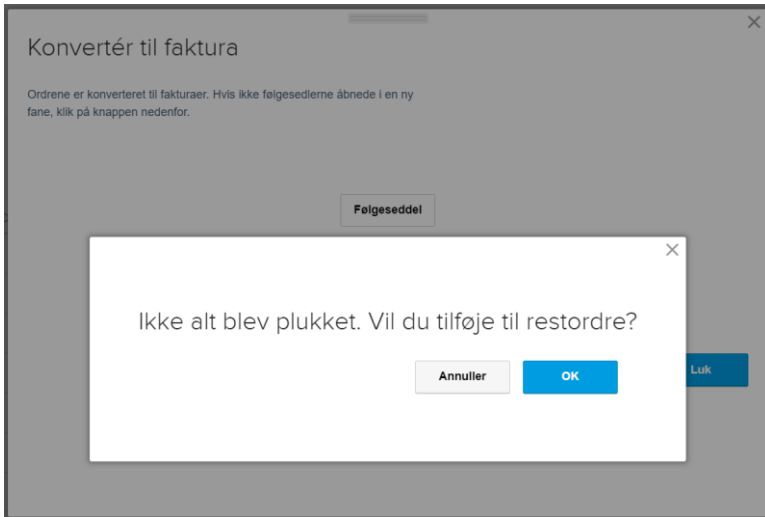 Konvertér til faktura
Ordrene er konverteret til fakturaer. Hvis ikke følgesedlerne åbnede i en ny
fane, klik på knappen nedenfor.
Følgeseddel
Ikke alt blev plukket. Vil du tilføje til restordre?
Annuller
OK
Luk